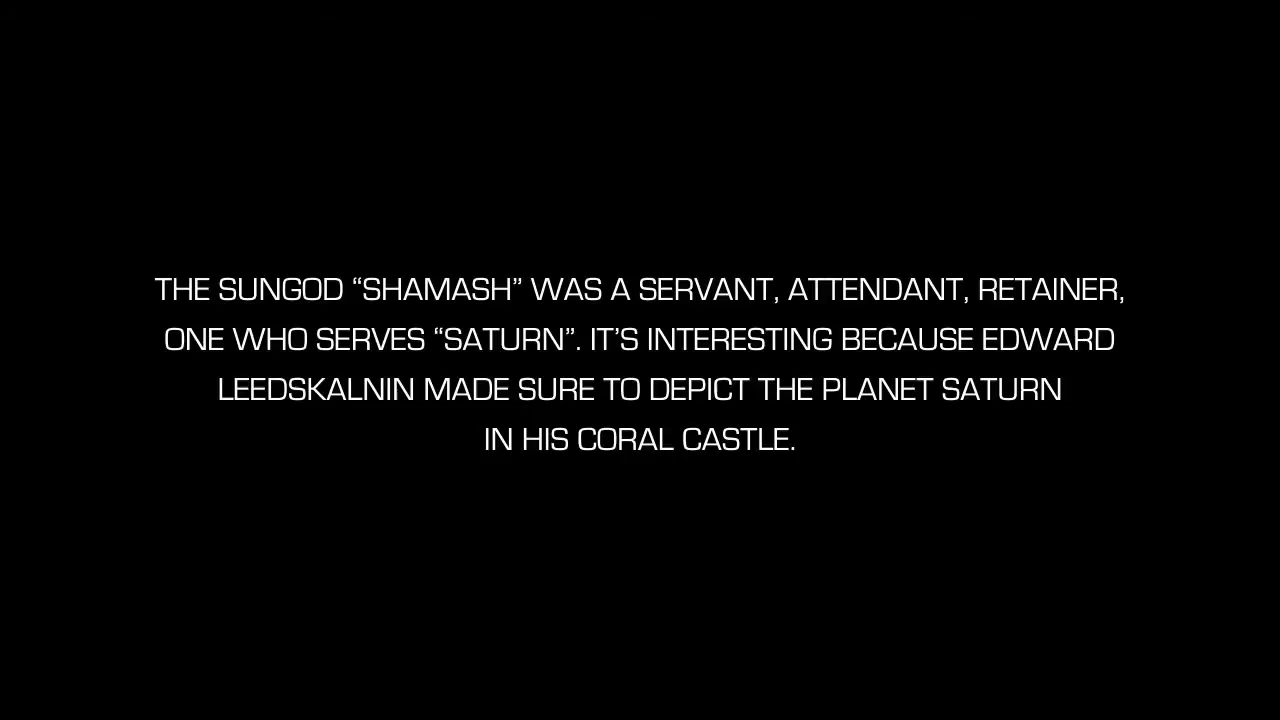 THE SUNGOD “SHAMASH” WAS A SERVANT, ATTENDANT, RETAINER,
ONE WHO SERVES “SATURN”. IT’S INTERESTING BECAUSE EDWARD
LEEDSKALNIN MADE SURE TO DEPICT THE PLANET SATURN
IN HIS CORAL CASTLE.